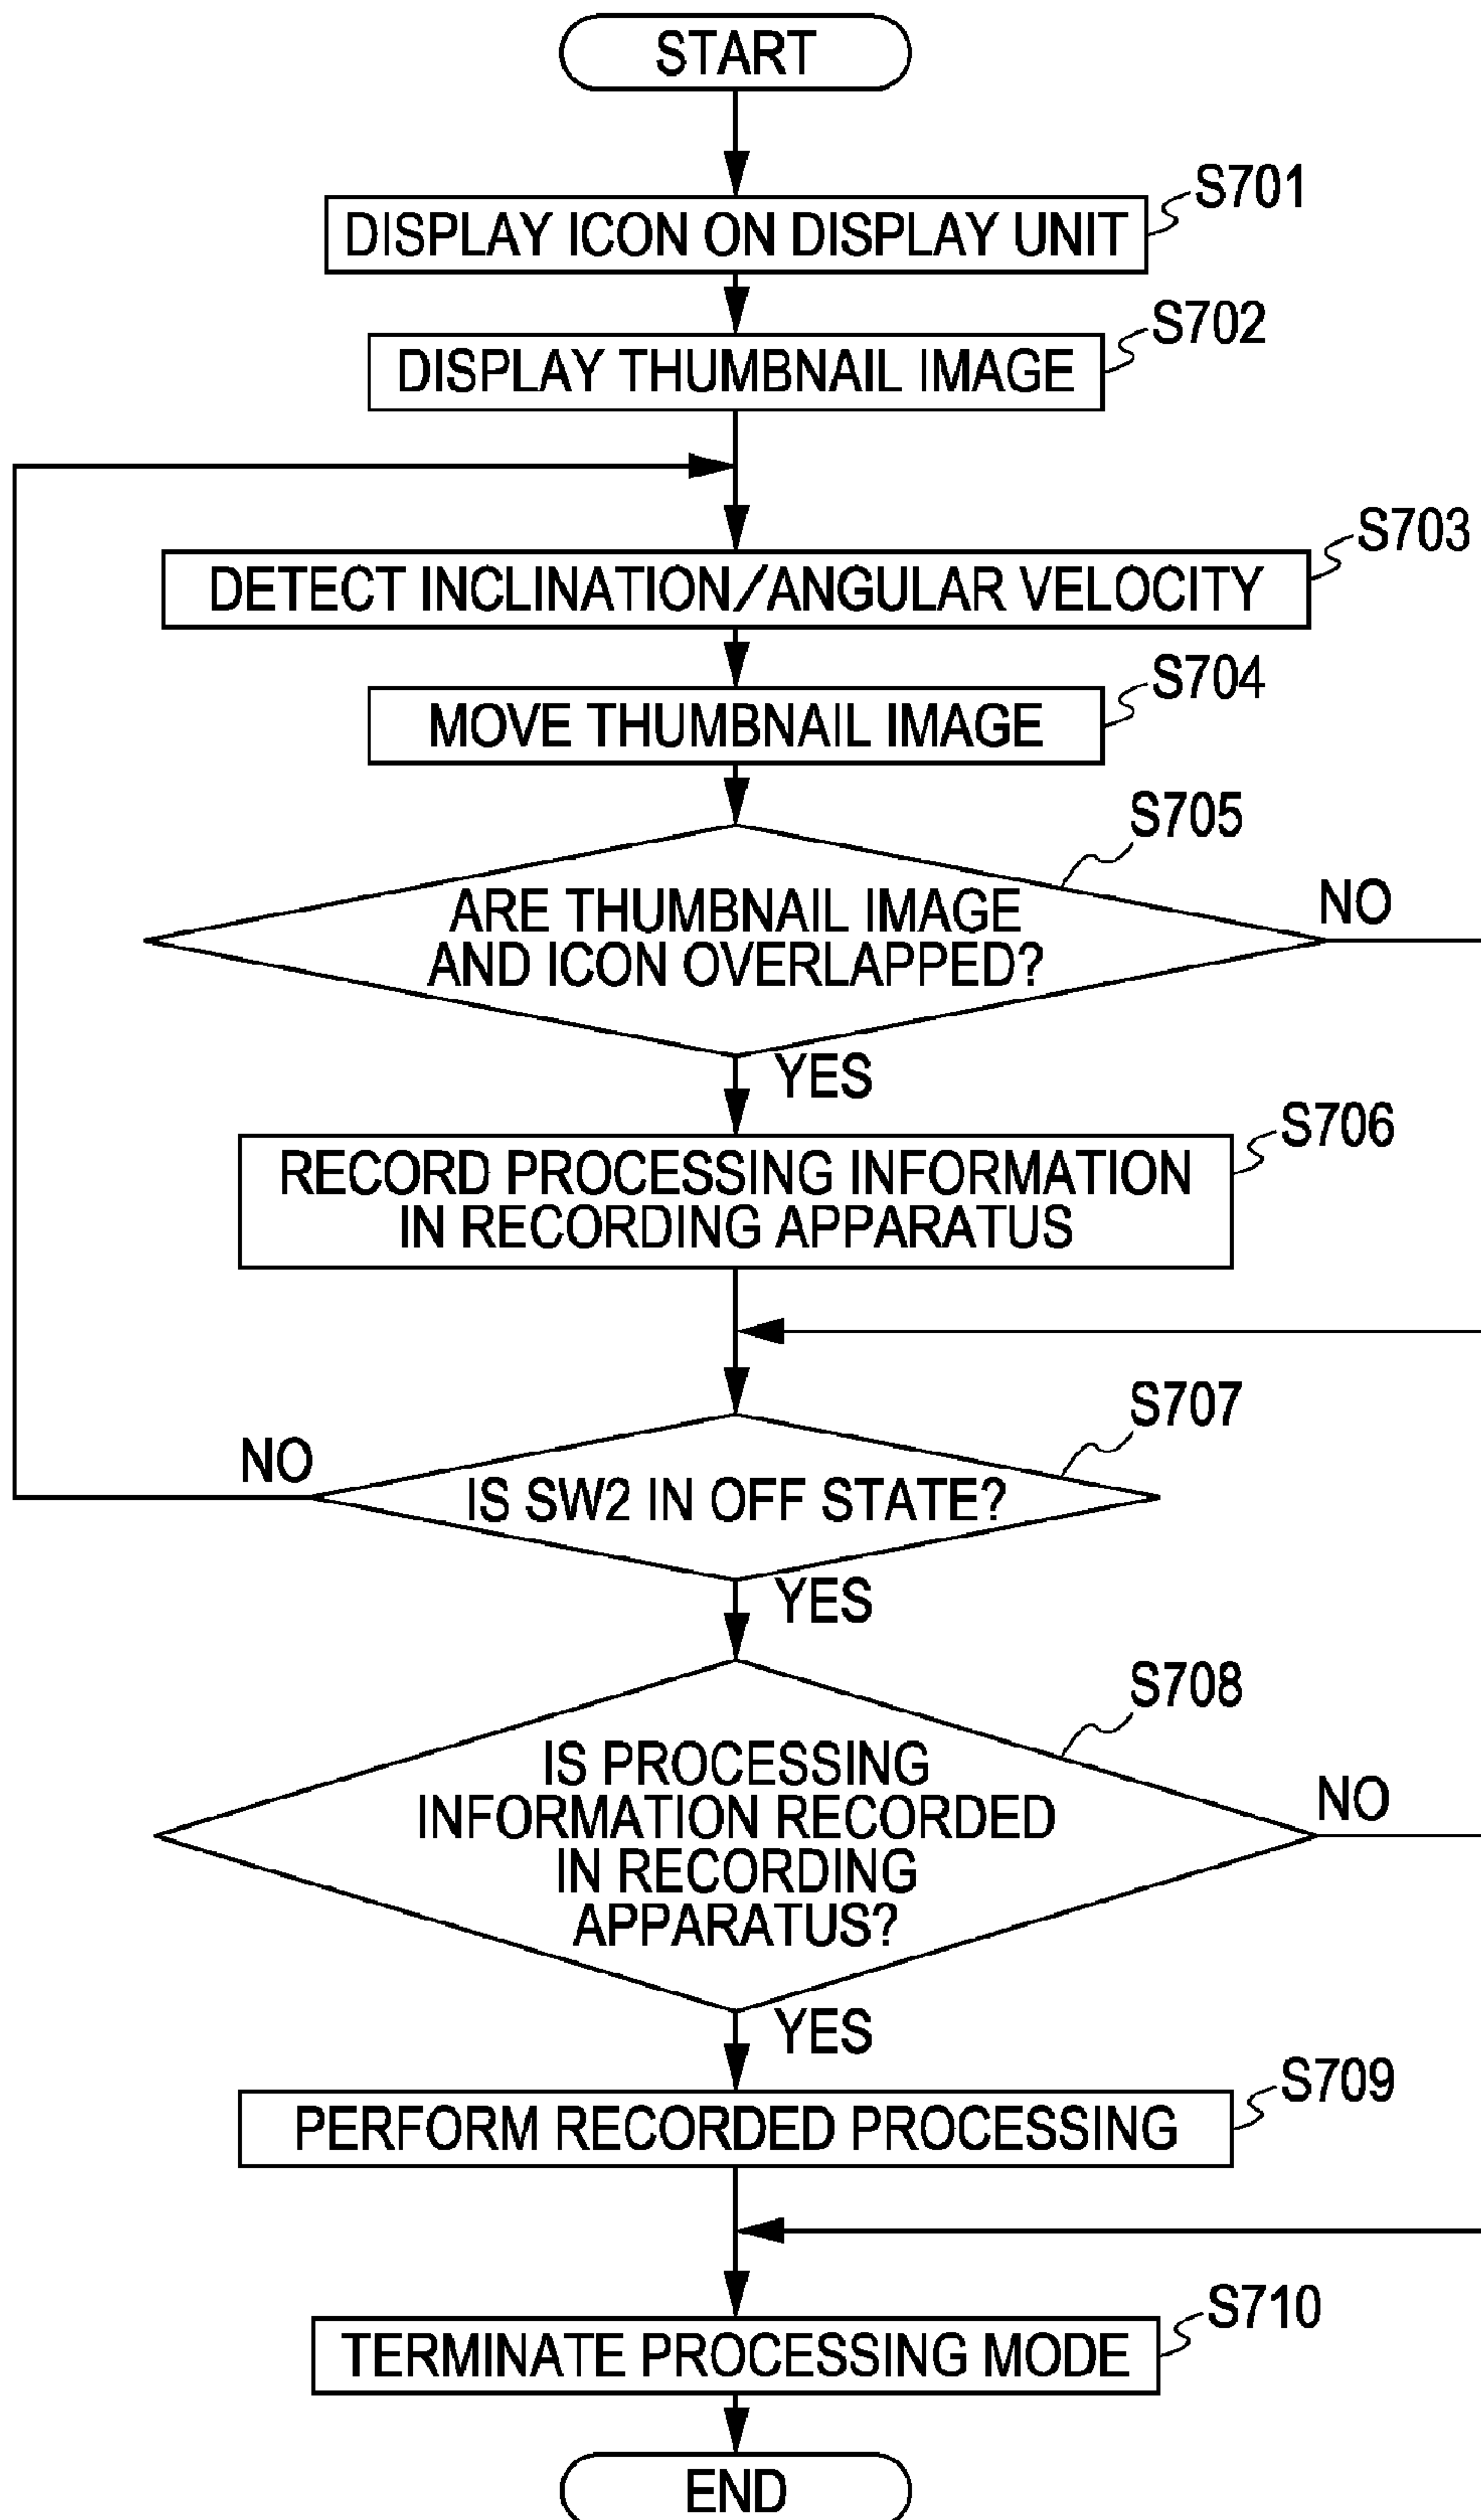 START
S701
DISPLAY ICON ON DISPLAY UNIT
S702
DISPLAY THUMBNAIL IMAGE
S703
DETECT INCLINATION/ANGULAR VELOCITY
S704
MOVE THUMBNAIL IMAGE
S705
ARE THUMBNAIL IMAGE
AND ICON OVERLAPPED?
NO
YES
S706
RECORD PROCESSING INFORMATION
IN RECORDING APPARATUS
S707
NO
IS SW2 IN OFF STATE?
YES
S708
IS PROCESSING
INFORMATION RECORDED
IN RECORDING
APPARATUS?
NO
YES
S709
PERFORM RECORDED PROCESSING
S710
TERMINATE PROCESSING MODE
END